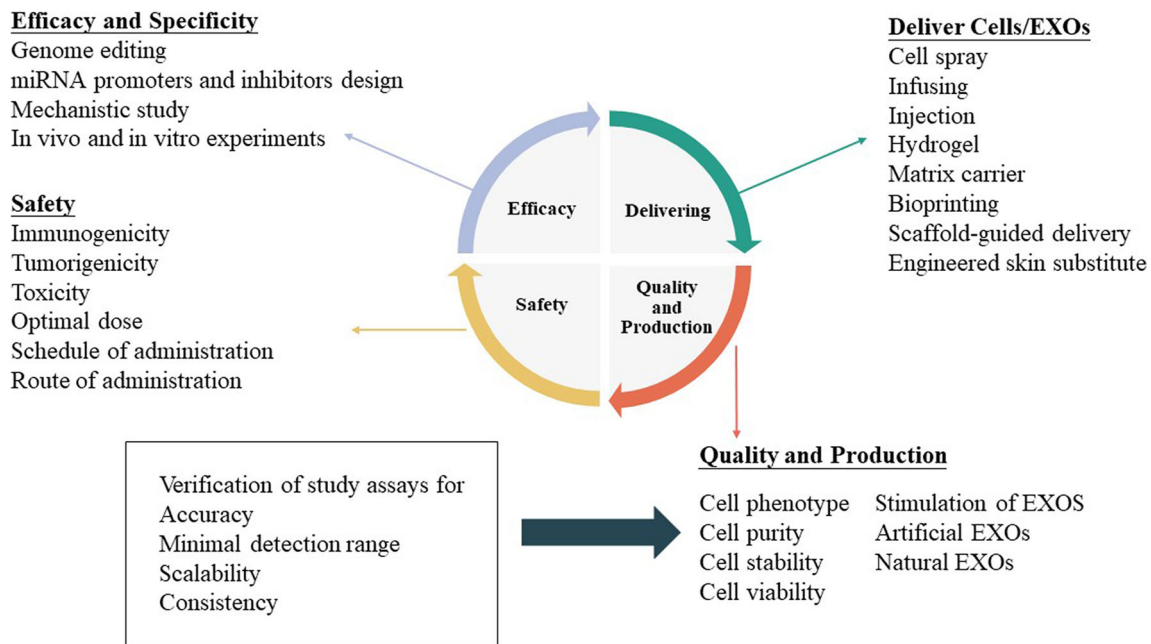 Efficacy and Specificity
Genome editing
miRNA promoters and inhibitors design
Mechanistic study
In vivo and in vitro experiments
Safety
Immunogenicity
Tumorigenicity
Toxicity
Optimal dose
Schedule of administration
Route of administration
Efficacy
Delivering
Safety
Quality
and
Production
Deliver Cells/EXOs
Cell spray
Infusing
Injection
Hydrogel
Matrix carrier
Bioprinting
Scaffold-guided delivery
Engineered skin substitute
Verification of study assays for
Accuracy
Minimal detection range
Scalability
Consistency
Quality and Production
Cell phenotype
Cell purity
Cell stability
Cell viability
Stimulation of EXOS
Artificial EXOs
Natural EXOs